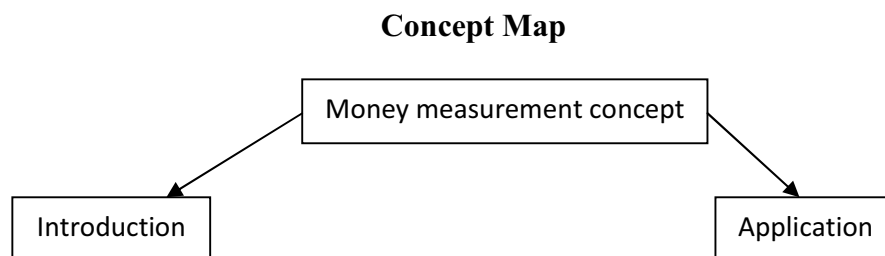 Concept Map
Money measurement concept
Introduction
Application